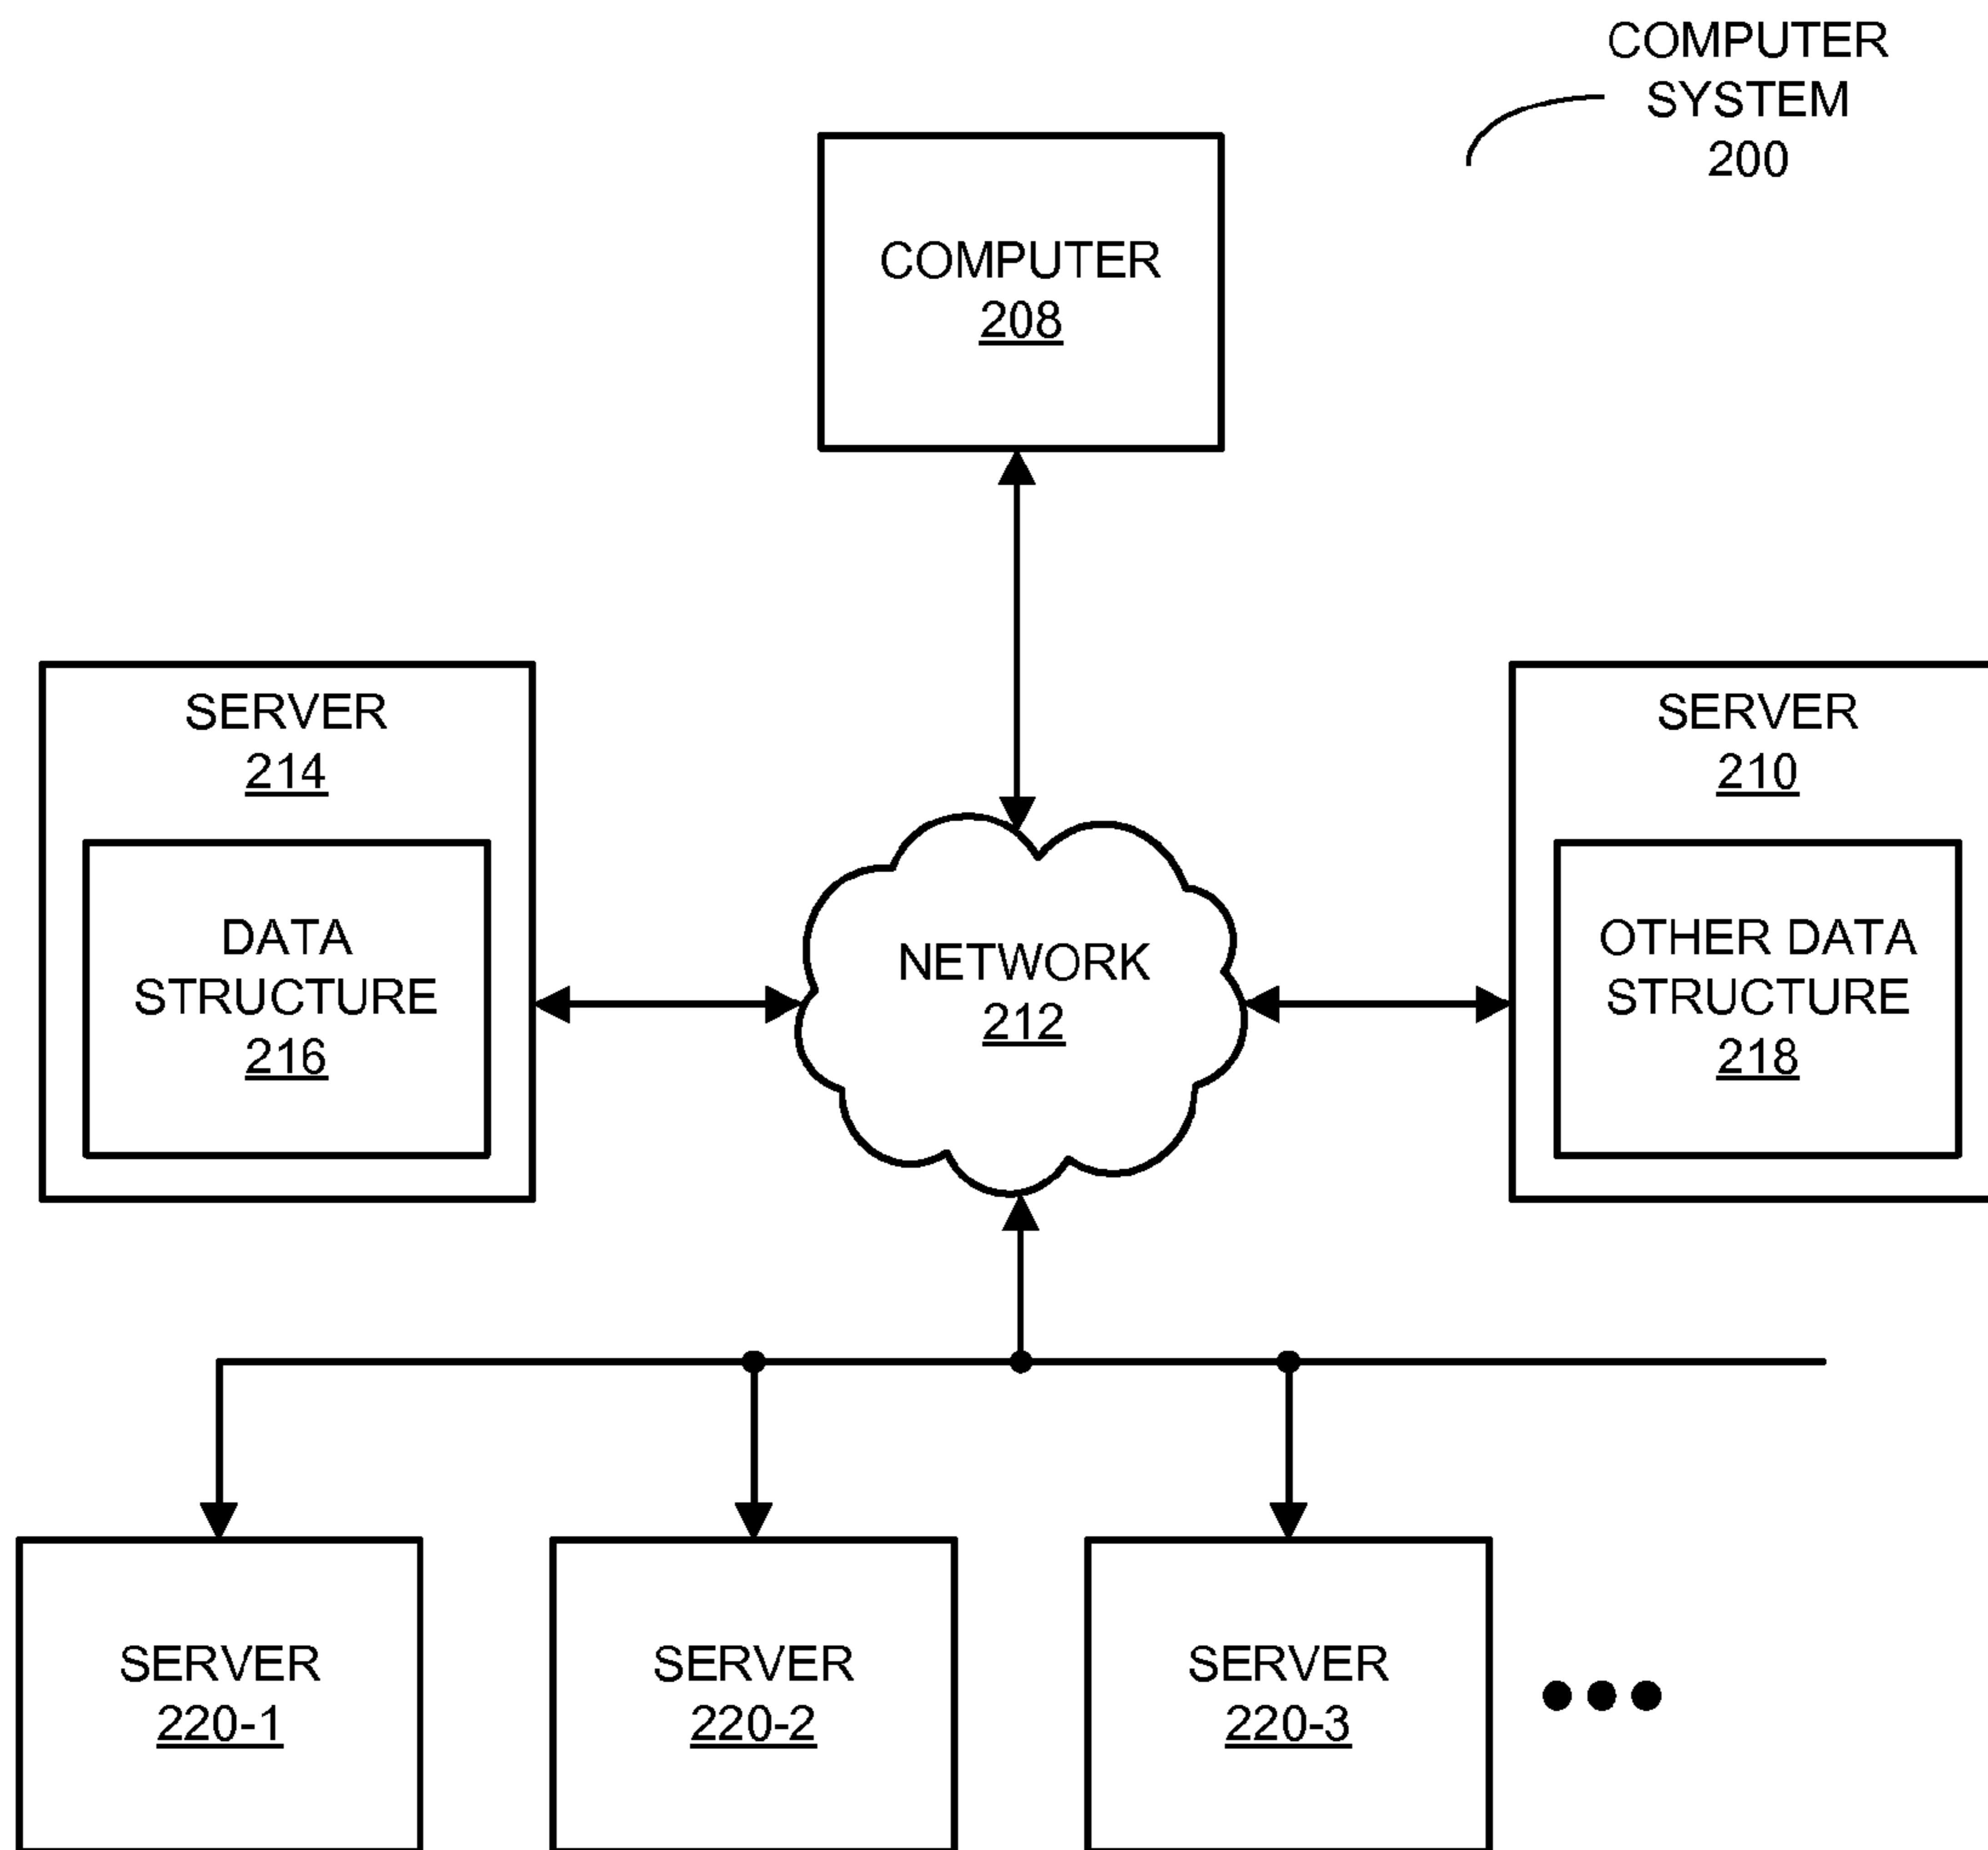 COMPUTER
SYSTEM
200
COMPUTER
208
SERVER
214
DATA
STRUCTURE
216
NETWORK
212
SERVER
210
OTHER DATA
STRUCTURE
218
SERVER
220-1
SERVER
220-2
SERVER
220-3